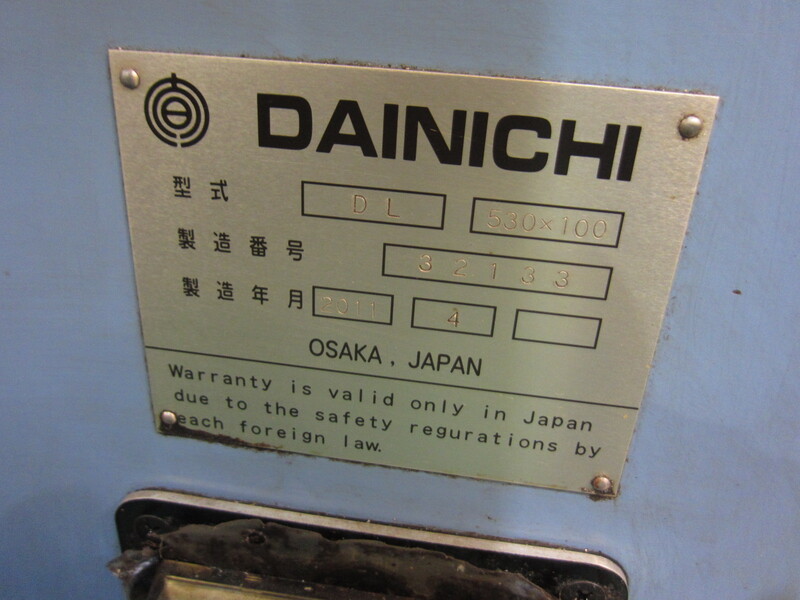 DAINICHI
型式 DL 530×100
製造番号 32133
製造年月 2011 4
OSAKA, JAPAN
Warranty is valid only in Japan
due to the safety regurations by
each foreign law.